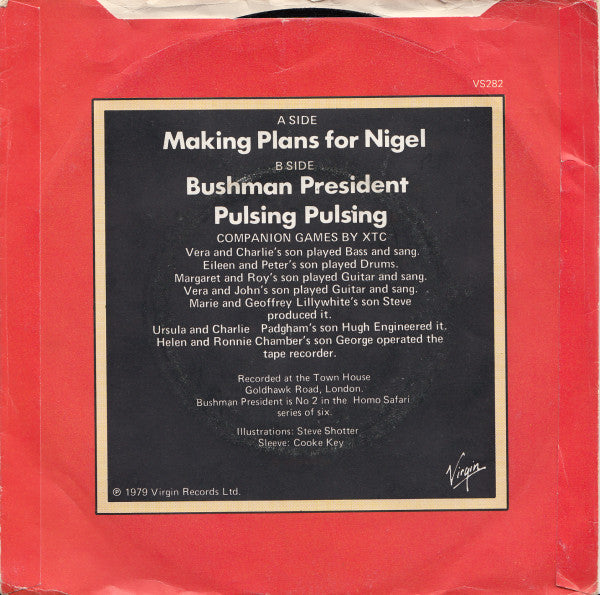 VS282
A SIDE
Making Plans for Nigel
B SIDE
Bushman President
Pulsing Pulsing
COMPANION GAMES BY XTC
Vera and Charlie's son played Bass and sang.
Eileen and Peter's son played Drums.
Margaret and Roy's son played Guitar and sang.
Vera and John's son played Guitar and sang.
Marie and Geoffrey Lillywhite's son Steve
produced it.
Ursula and Charlie Padgham's son Hugh Engineered it.
Helen and Ronnie Chamber's son George operated the
tape recorder.
Recorded at the Town House
Goldhawk Road, London.
Bushman President is No 2 in the Homo Safari
series of six.
Illustrations: Steve Shotter
Sleeve: Cooke Key
Virgin
℗ 1979 Virgin Records Ltd.